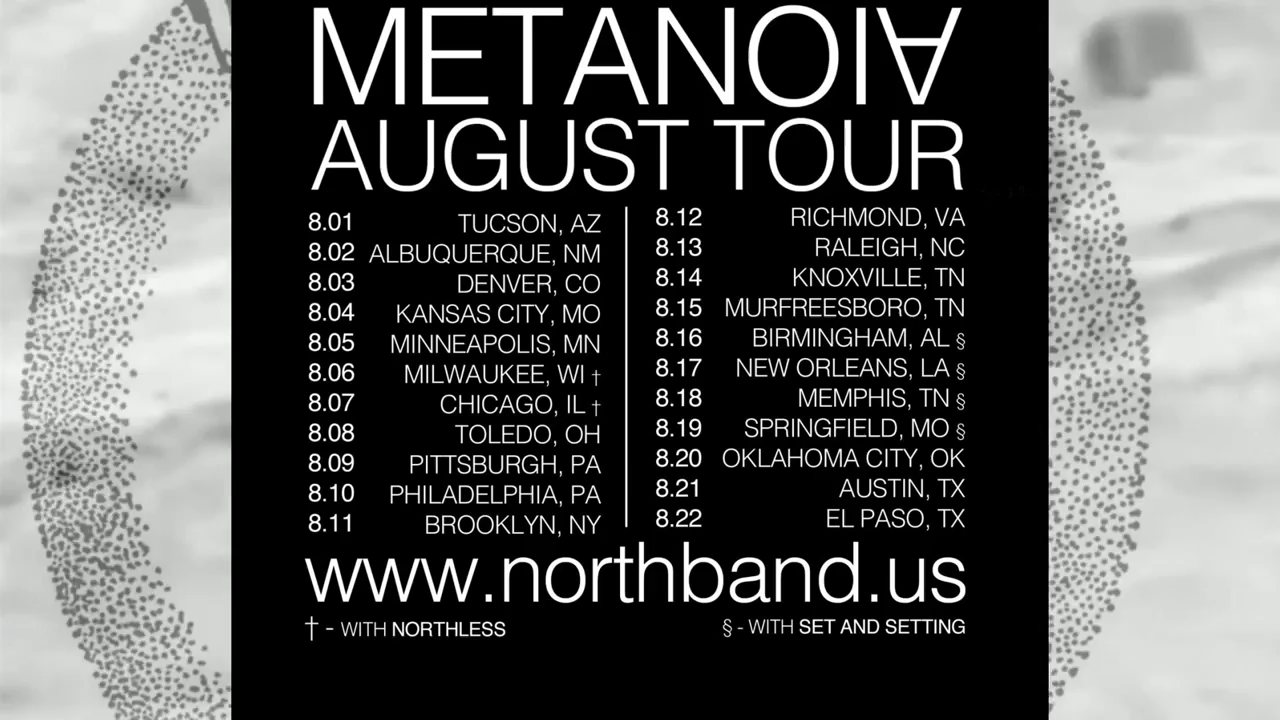 METANOIA
AUGUST TOUR
8.01 TUCSON, AZ
8.02 ALBUQUERQUE, NM
8.03 DENVER, CO
8.04 KANSAS CITY, MO
8.05 MINNEAPOLIS, MN
8.06 MILWAUKEE, WI †
8.07 CHICAGO, IL †
8.08 TOLEDO, OH
8.09 PITTSBURGH, PA
8.10 PHILADELPHIA, PA
8.11 BROOKLYN, NY
8.12 RICHMOND, VA
8.13 RALEIGH, NC
8.14 KNOXVILLE, TN
8.15 MURFREESBORO, TN
8.16 BIRMINGHAM, AL §
8.17 NEW ORLEANS, LA §
8.18 MEMPHIS, TN §
8.19 SPRINGFIELD, MO §
8.20 OKLAHOMA CITY, OK
8.21 AUSTIN, TX
8.22 EL PASO, TX
www.northband.us
† - WITH NORTHLESS
§ - WITH SET AND SETTING